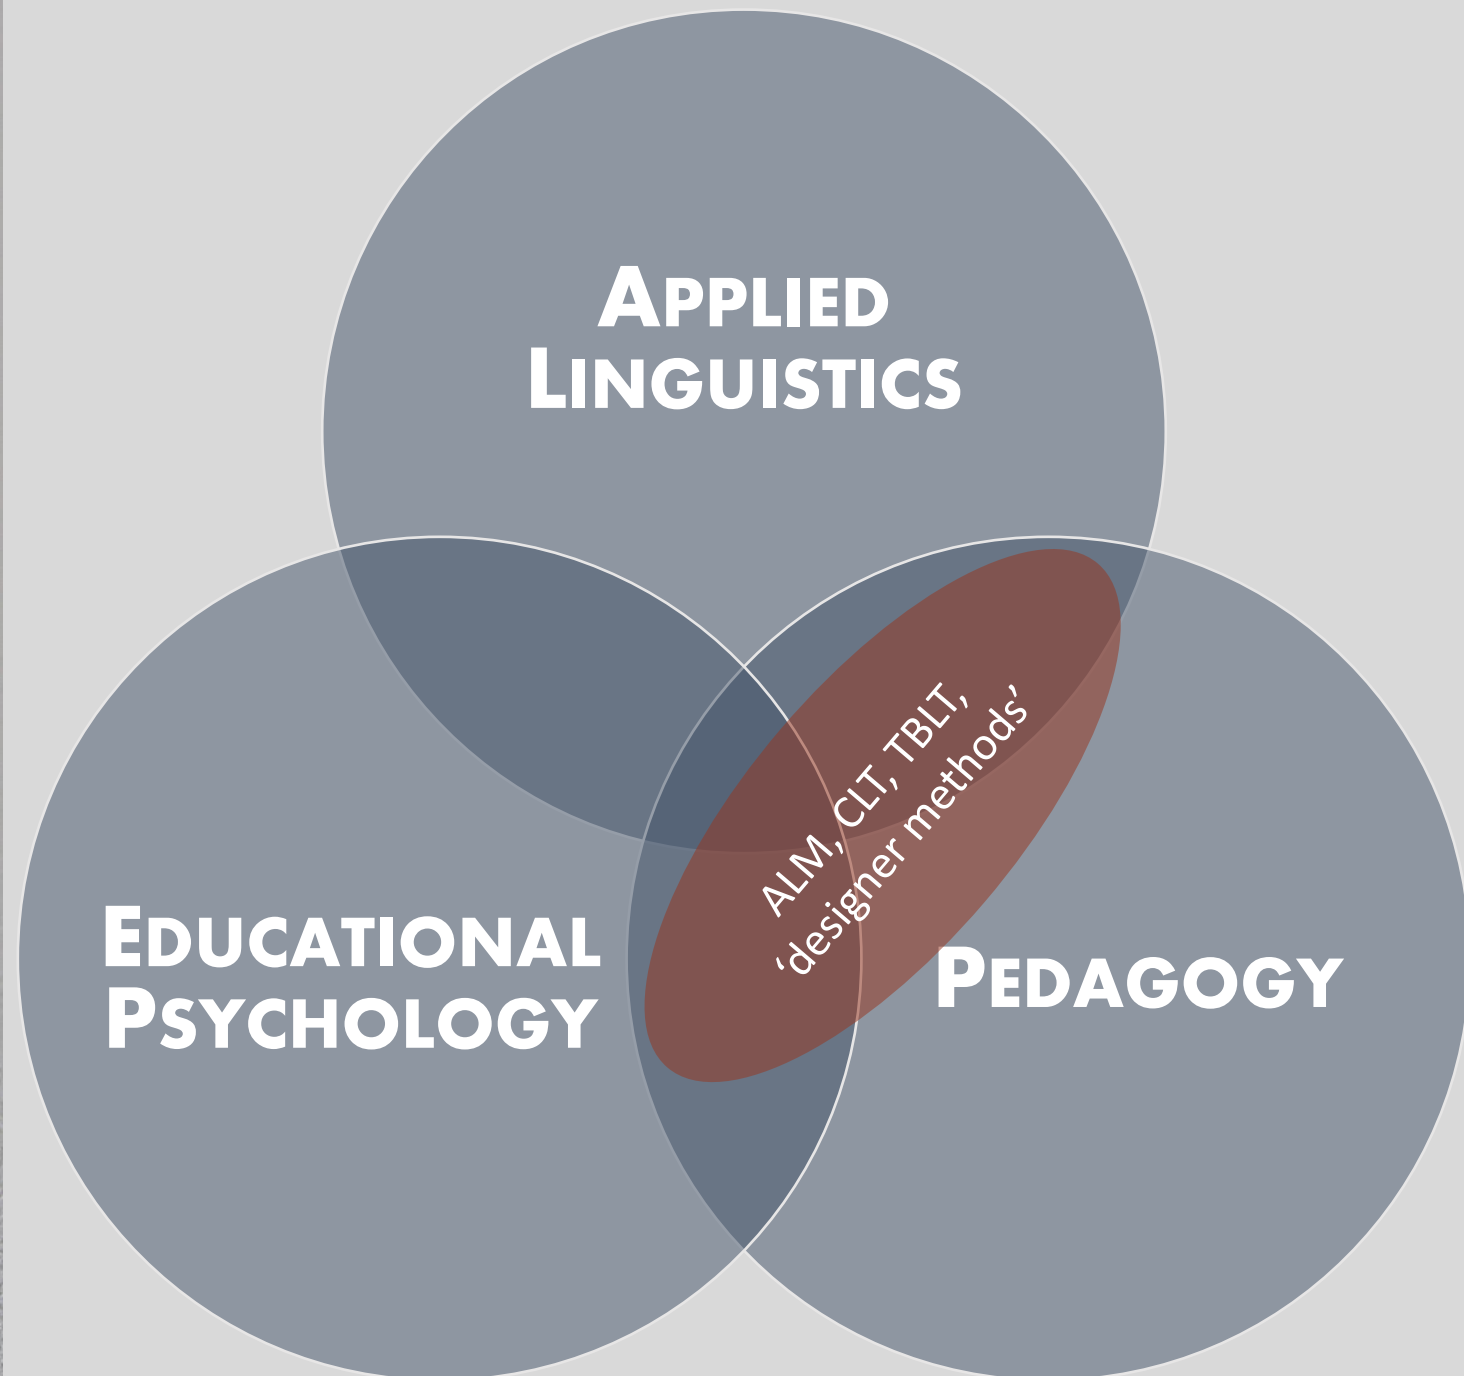 APPLIED
LINGUISTICS
ALM, CLT, TBLT,
‘designer methods’
EDUCATIONAL
PSYCHOLOGY
PEDAGOGY